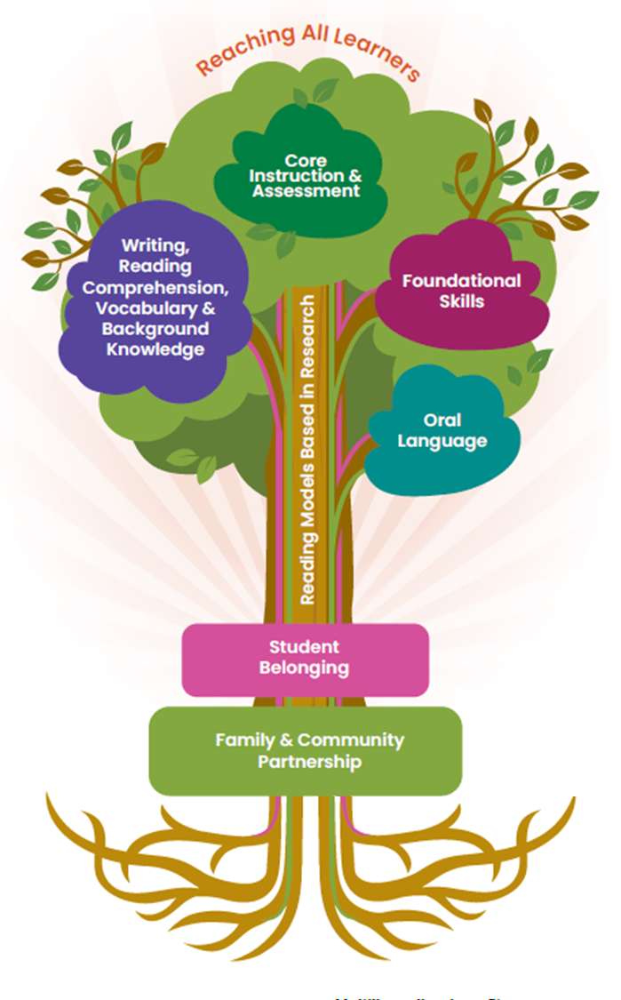 Reaching All Learners
Core
Instruction &
Assessment
Writing,
Reading
Comprehension,
Vocabulary &
Background
Knowledge
Foundational
Skills
Oral
Language
Reading Models Based in Research
Student
Belonging
Family & Community
Partnership